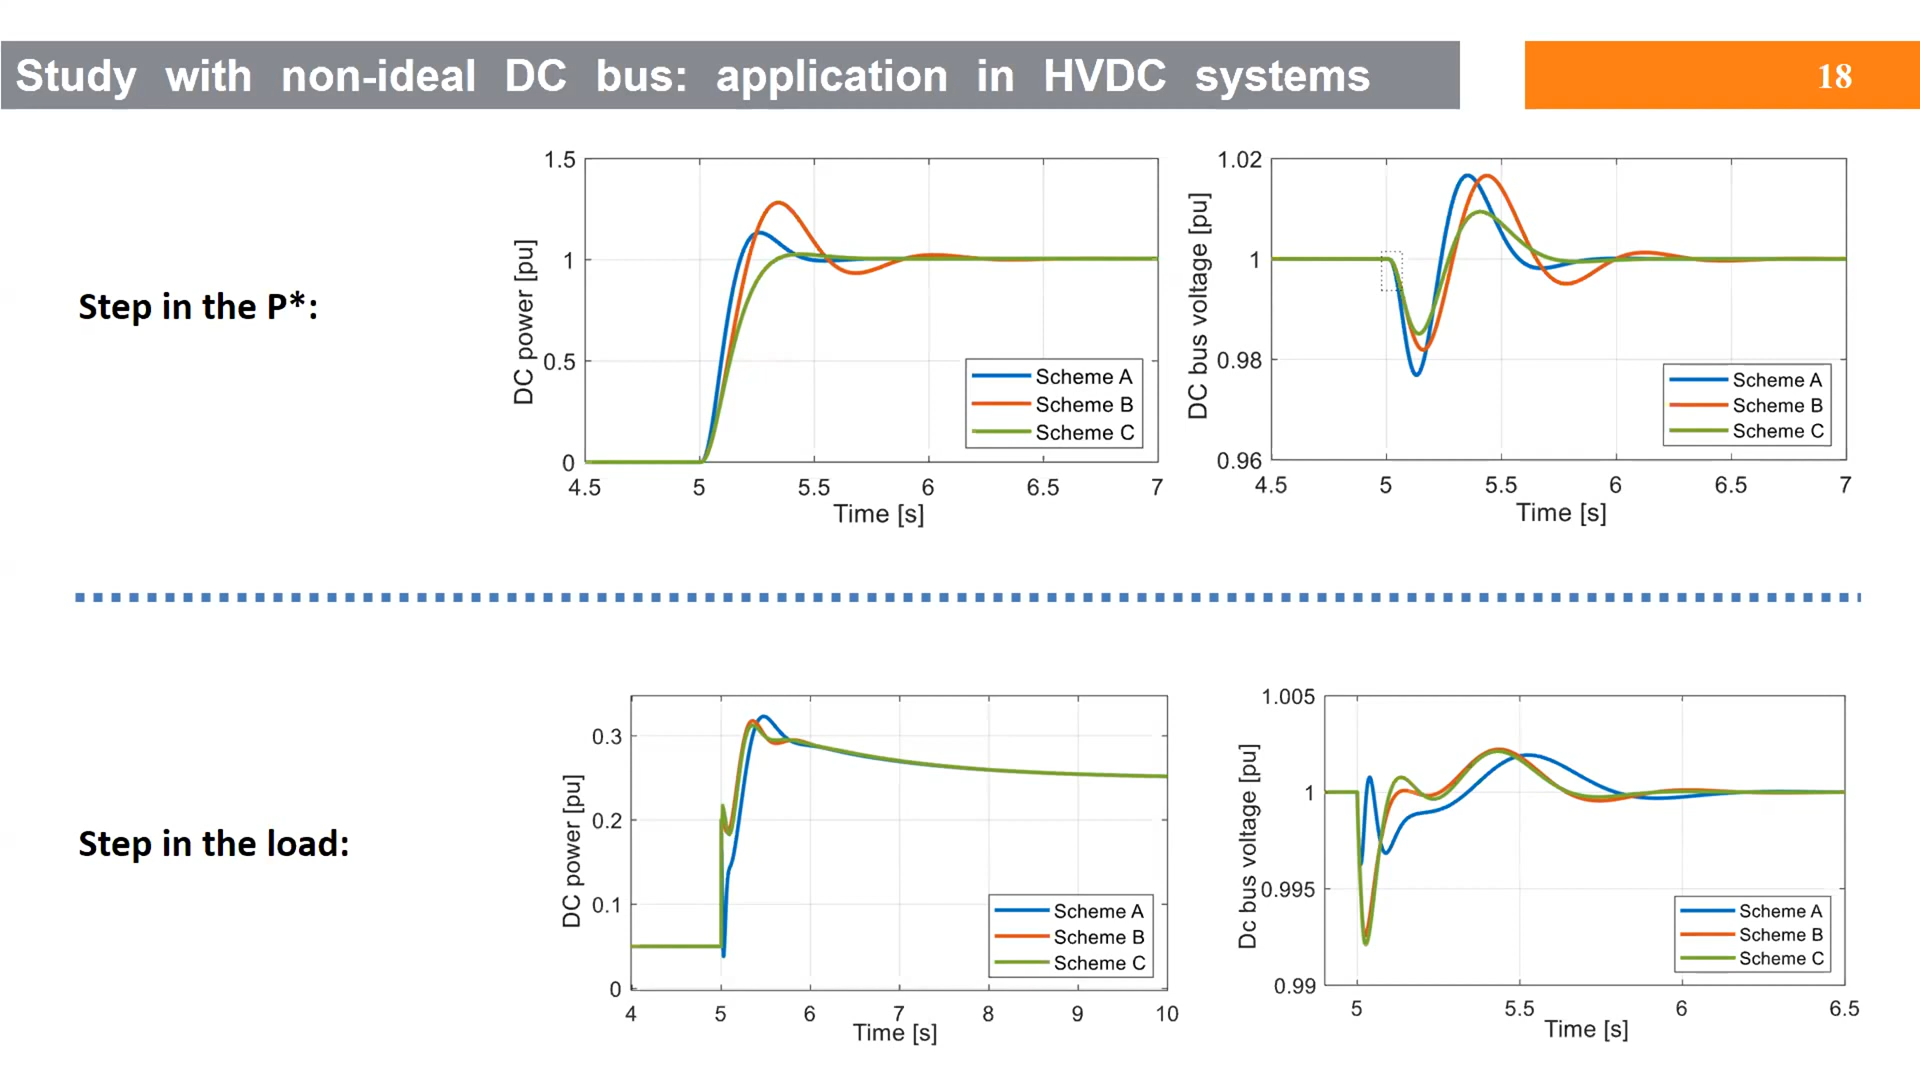 Study with non-ideal DC bus: application in HVDC systems
18
Step in the P*:
DC power [pu]
1.5
1
0.5
0
4.5 5 5.5 6 6.5 7
Time [s]
Scheme A
Scheme B
Scheme C
DC bus voltage [pu]
1.02
1
0.98
0.96
4.5 5 5.5 6 6.5 7
Time [s]
Scheme A
Scheme B
Scheme C
Step in the load:
DC power [pu]
0.3
0.2
0.1
0
4 5 6 7 8 9 10
Time [s]
Scheme A
Scheme B
Scheme C
Dc bus voltage [pu]
1.005
1
0.995
0.99
5 5.5 6 6.5
Time [s]
Scheme A
Scheme B
Scheme C